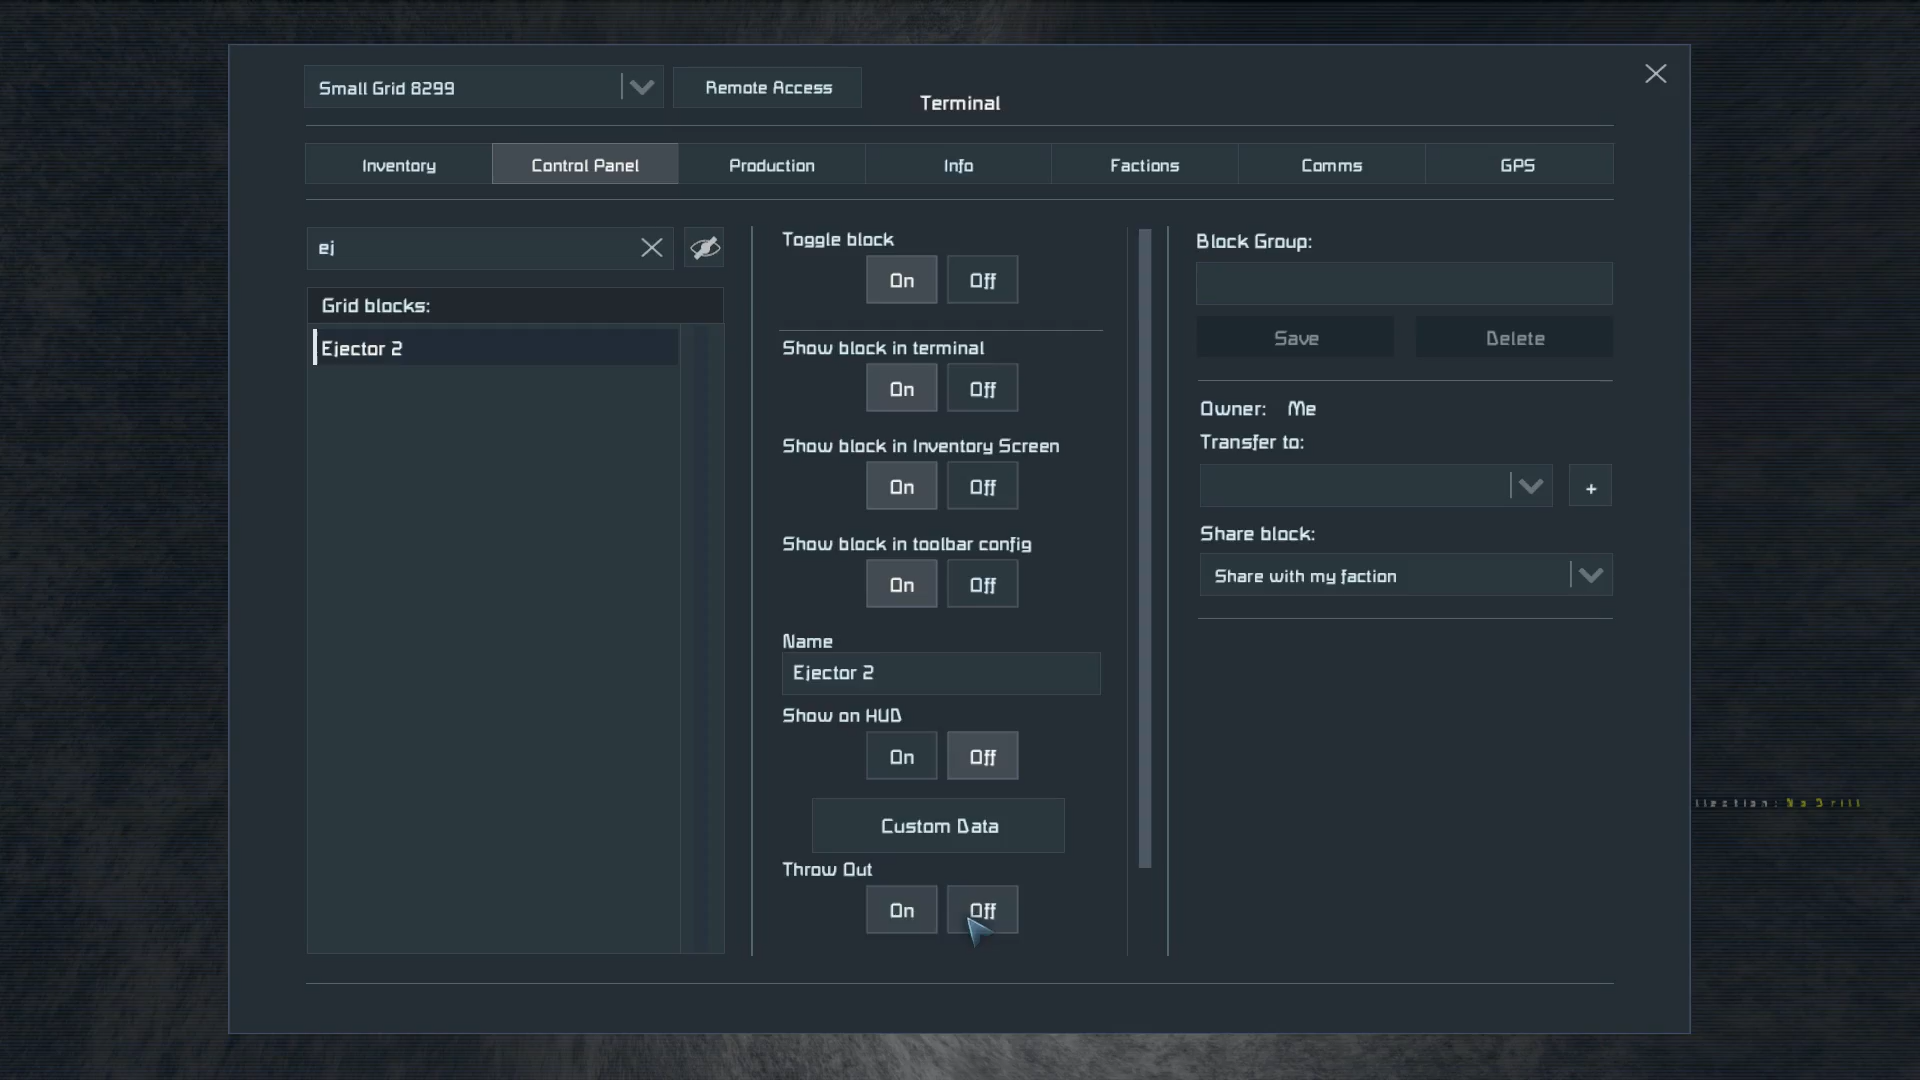 Small Grid 8299
Remote Access
Terminal
Inventory
Control Panel
Production
Info
Factions
Comms
GPS
ej
Grid blocks:
Ejector 2
Toggle block
On
Off
Show block in terminal
On
Off
Show block in Inventory Screen
On
Off
Show block in toolbar config
On
Off
Name
Ejector 2
Show on HUD
On
Off
Custom Data
Throw Out
On
Off
Block Group:
Save
Delete
Owner: Me
Transfer to:
+
Share block:
Share with my faction